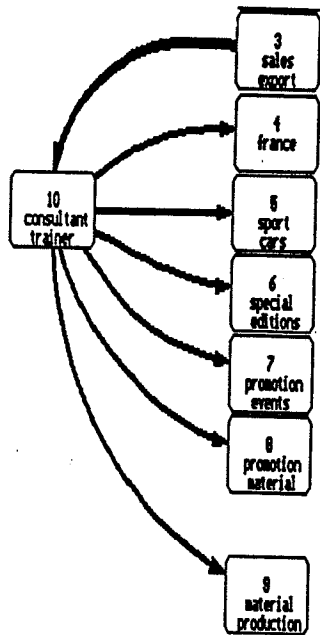 3
sales
export
4
france
10
consultant
trainer
5
sport
cars
6
special
editions
7
promotion
events
8
promotion
material
9
material
production